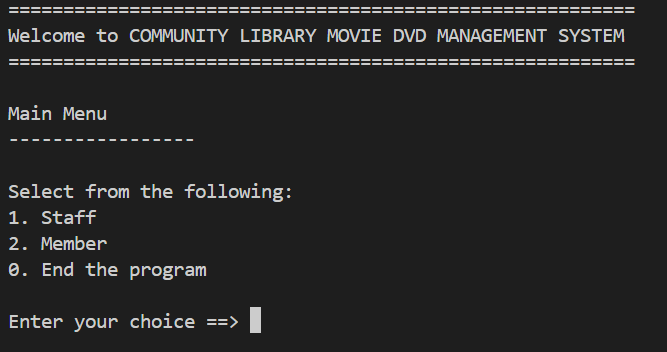 =========================================================
Welcome to COMMUNITY LIBRARY MOVIE DVD MANAGEMENT SYSTEM
=========================================================
Main Menu
-----------------
Select from the following:
1. Staff
2. Member
0. End the program
Enter your choice ==>